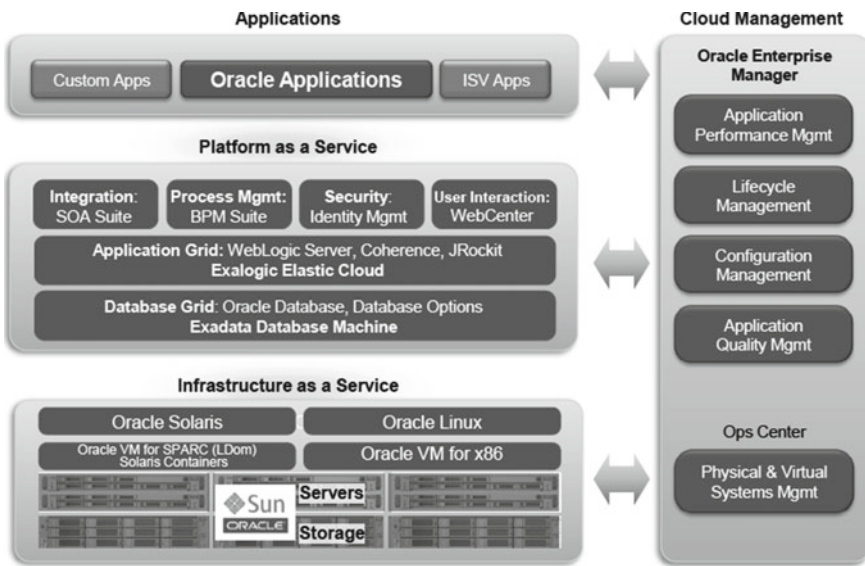 Applications
Custom Apps
Oracle Applications
ISV Apps
Platform as a Service
Integration:
SOA Suite
Process Mgmt:
BPM Suite
Security:
Identity Mgmt
User Interaction:
WebCenter
Application Grid: WebLogic Server, Coherence, JRockit
Exalogic Elastic Cloud
Database Grid: Oracle Database, Database Options
Exadata Database Machine
Infrastructure as a Service
Oracle Solaris
Oracle Linux
Oracle VM for SPARC (LDom)
Solaris Containers
Oracle VM for x86
Sun
ORACLE
Servers
Storage
Cloud Management
Oracle Enterprise
Manager
Application
Performance Mgmt
Lifecycle
Management
Configuration
Management
Application
Quality Mgmt
Ops Center
Physical & Virtual
Systems Mgmt